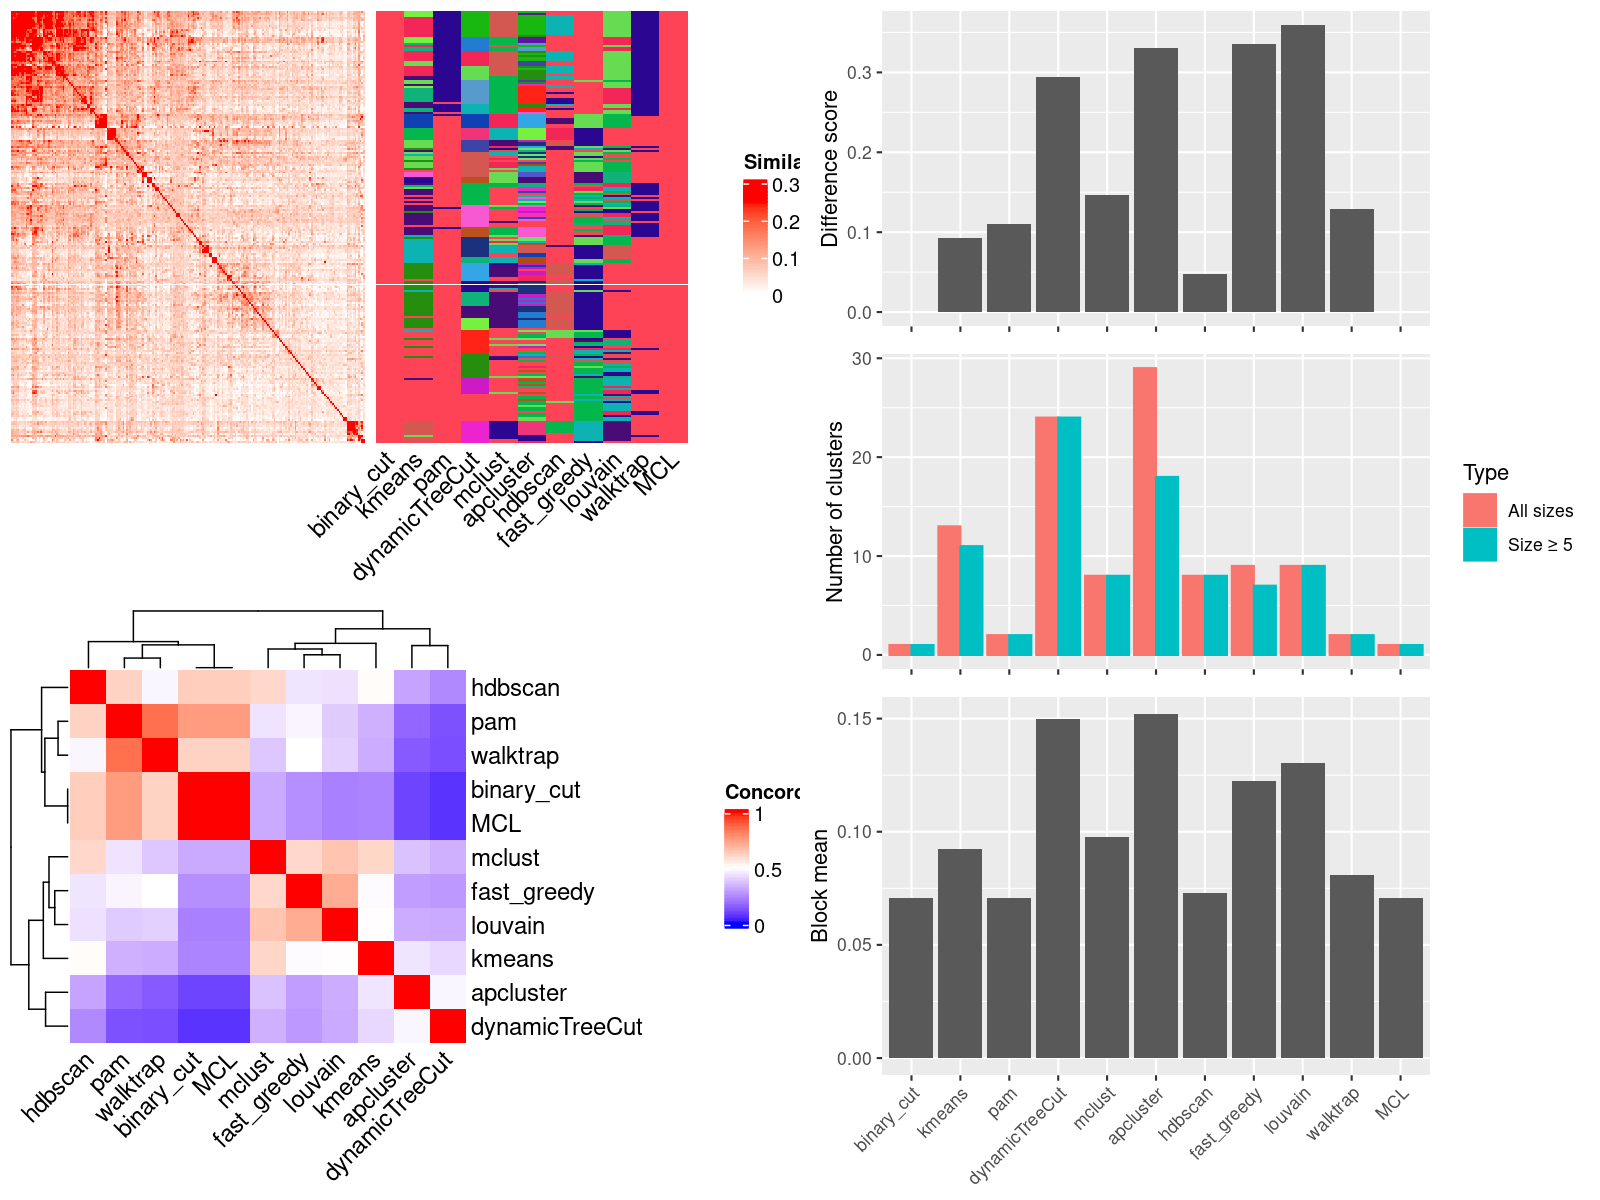 Simila
0.3
0.2
0.1
0
binary_cut
kmeans
pam
dynamicTreeCut
mclust
apcluster
hdbscan
fast_greedy
louvain
walktrap
MCL
hdbscan
pam
walktrap
binary_cut
MCL
mclust
fast_greedy
louvain
kmeans
apcluster
dynamicTreeCut
Concord
1
0.5
0
hdbscan
pam
walktrap
binary_cut
MCL
mclust
fast_greedy
louvain
kmeans
apcluster
dynamicTreeCut
Difference score
0.3
0.2
0.1
0.0
Number of clusters
30
20
10
0
Type
All sizes
Size ≥ 5
Block mean
0.15
0.10
0.05
0.00
binary_cut
kmeans
pam
dynamicTreeCut
mclust
apcluster
hdbscan
fast_greedy
louvain
walktrap
MCL